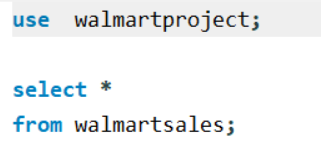 use  walmartproject;
select *
from walmartsales;